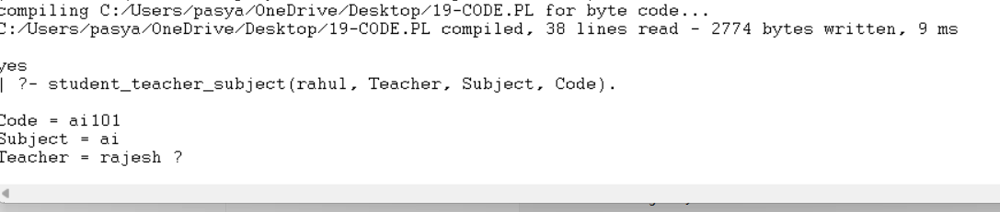 compiling C:/Users/pasya/OneDrive/Desktop/19-CODE.PL for byte code...
C:/Users/pasya/OneDrive/Desktop/19-CODE.PL compiled, 38 lines read - 2774 bytes written, 9 ms
yes
| ?- student_teacher_subject(rahul, Teacher, Subject, Code).
Code = ai101
Subject = ai
Teacher = rajesh ?